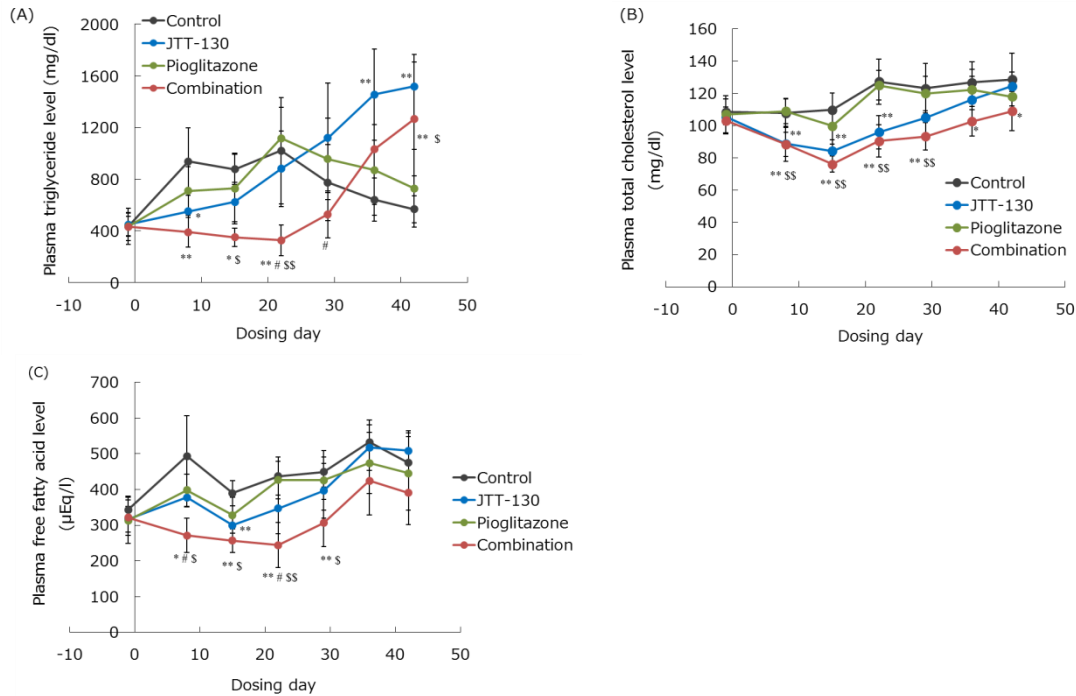 (A)
Plasma triglyceride level (mg/dl)
2000
1600
1200
800
400
0
-10 0 10 20 30 40 50
Dosing day
Control
JTT-130
Pioglitazone
Combination
*
**
* $
** # $$
#
**
**
** $
(B)
Plasma total cholesterol level
(mg/dl)
160
140
120
100
80
60
40
20
0
-10 0 10 20 30 40 50
Dosing day
Control
JTT-130
Pioglitazone
Combination
**
**
**
** $$
** $$
** $$
** $$
*
*
(C)
Plasma free fatty acid level
(µEq/l)
700
600
500
400
300
200
100
0
-10 0 10 20 30 40 50
Dosing day
Control
JTT-130
Pioglitazone
Combination
**
* # $
** $
** # $$
** $